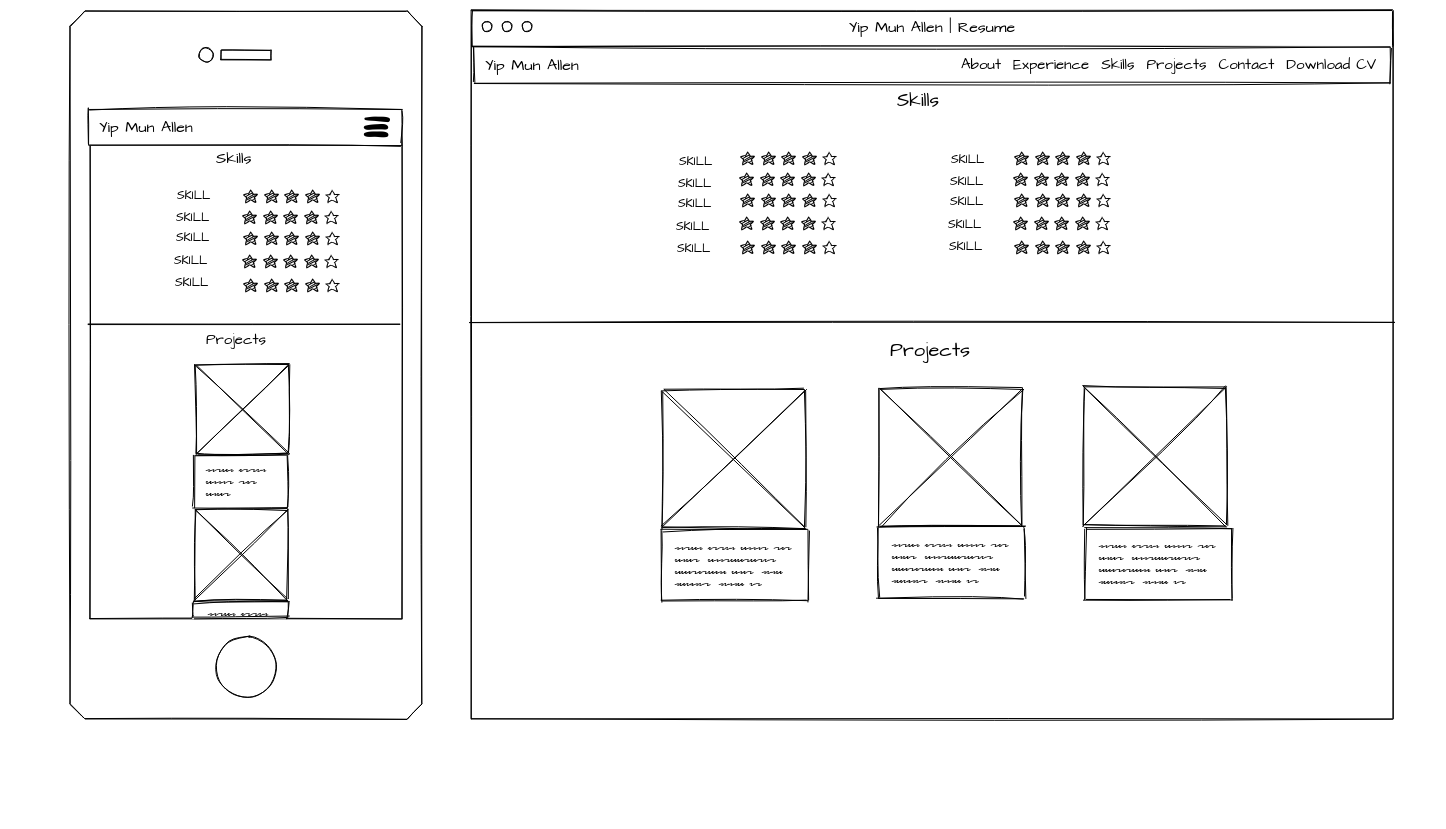 Yip Mun Allen
Skills
SKILL
SKILL
SKILL
SKILL
SKILL
Projects
Yip Mun Allen | Resume
Yip Mun Allen About Experience Skills Projects Contact Download CV
Skills
SKILL SKILL
SKILL SKILL
SKILL SKILL
SKILL SKILL
SKILL SKILL
Projects